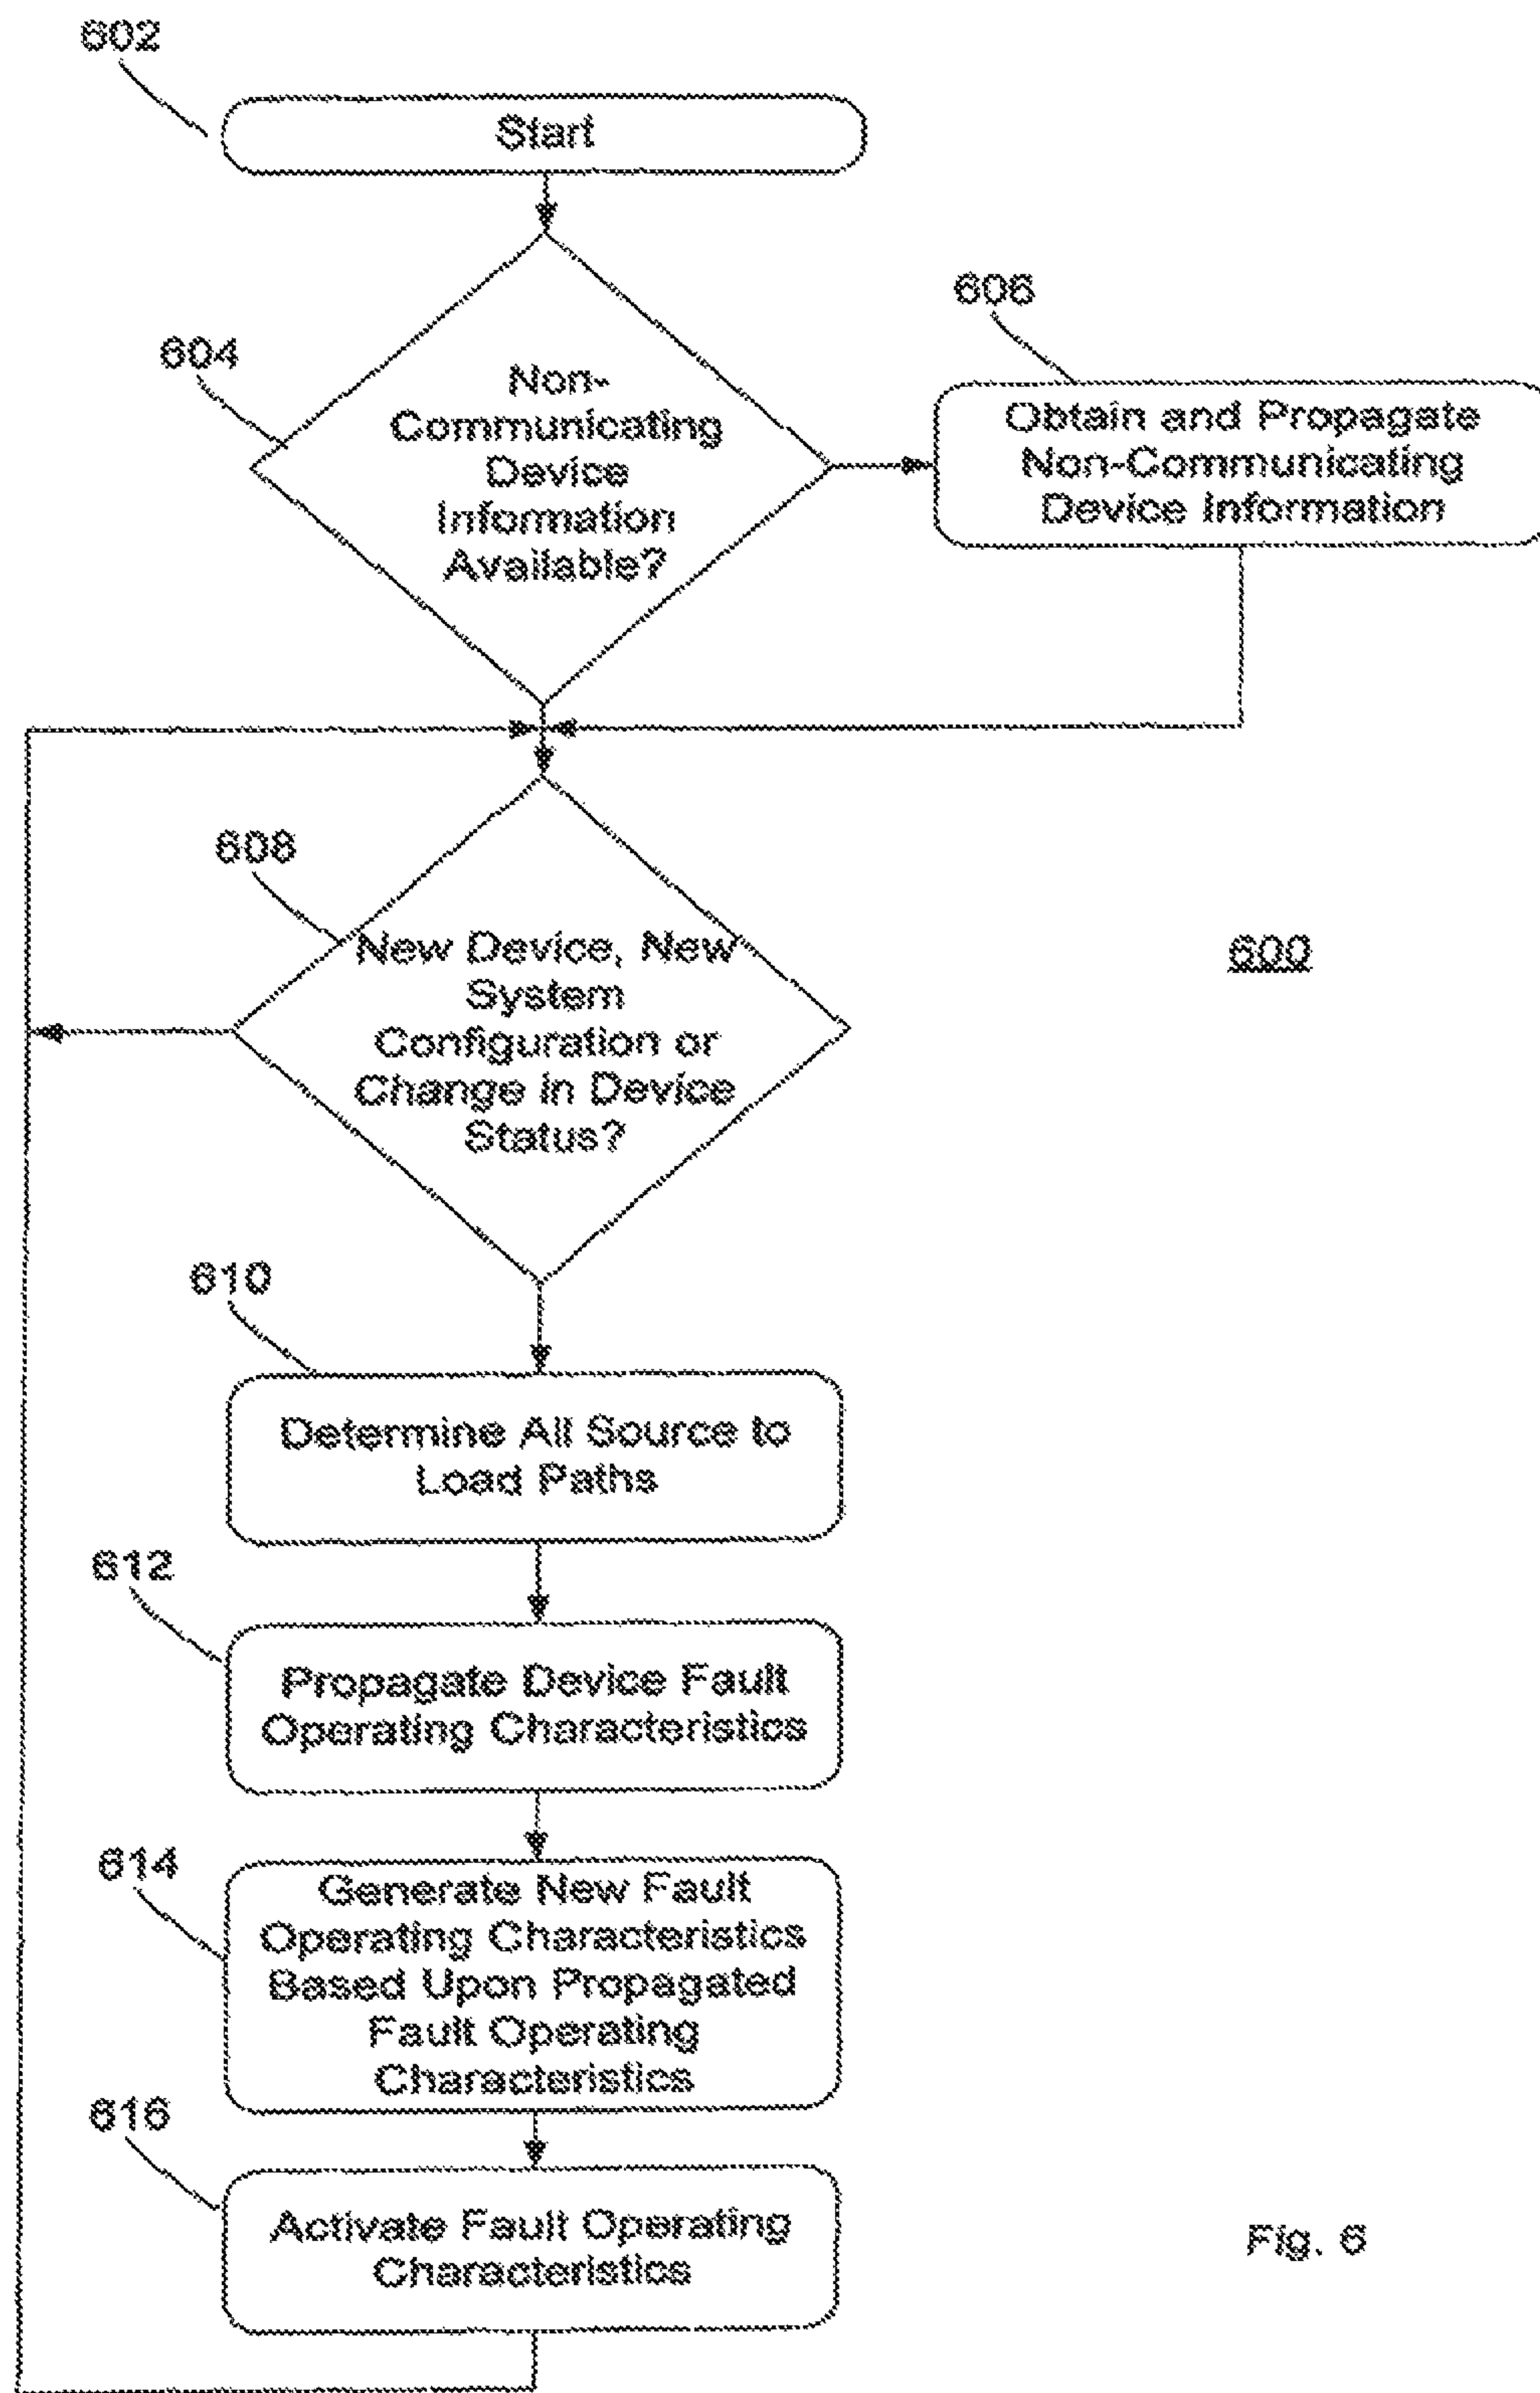 602
Start
604
Non-
Communicating
Device
Information
Available?
606
Obtain and Propagate
Non-Communicating
Device Information
608
New Device, New
System
Configuration or
Change in Device
Status?
600
610
Determine All Source to
Load Paths
612
Propagate Device Fault
Operating Characteristics
614
Generate New Fault
Operating Characteristics
Based Upon Propagated
Fault Operating
Characteristics
616
Activate Fault Operating
Characteristics
Fig. 6